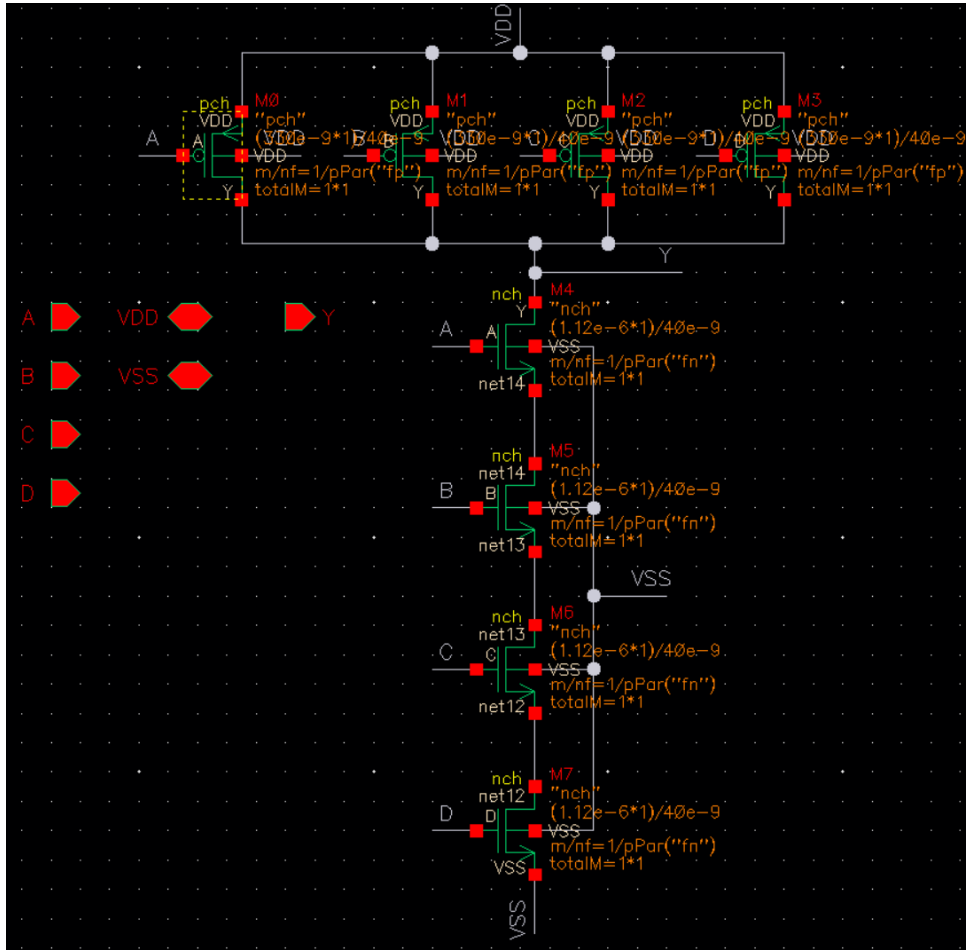 VDD
pch M0
pch M1
pch M2
pch M3
VDD "pch"
VDD "pch"
VDD "pch"
VDD "pch"
A A VDD VDD
B B VDD
C VDD
D VDD
m/nf=1/pPar("fp")
m/nf=1/pPar("fp")
m/nf=1/pPar("fp")
m/nf=1/pPar("fp")
Y totalM=1*1
Y totalM=1*1
Y totalM=1*1
Y totalM=1*1
Y
A VDD Y
B VSS
C
D
nch M4
Y "nch"
(1.12e-6*1)/40e-9
A A VSS
m/nf=1/pPar("fn")
net14 totalM=1*1
nch M5
net14 "nch"
(1.12e-6*1)/40e-9
B B VSS
m/nf=1/pPar("fn")
net13 totalM=1*1
VSS
nch M6
net13 "nch"
(1.12e-6*1)/40e-9
C C VSS
m/nf=1/pPar("fn")
net12 totalM=1*1
nch M7
net12 "nch"
(1.12e-6*1)/40e-9
D D VSS
m/nf=1/pPar("fn")
VSS totalM=1*1
VSS